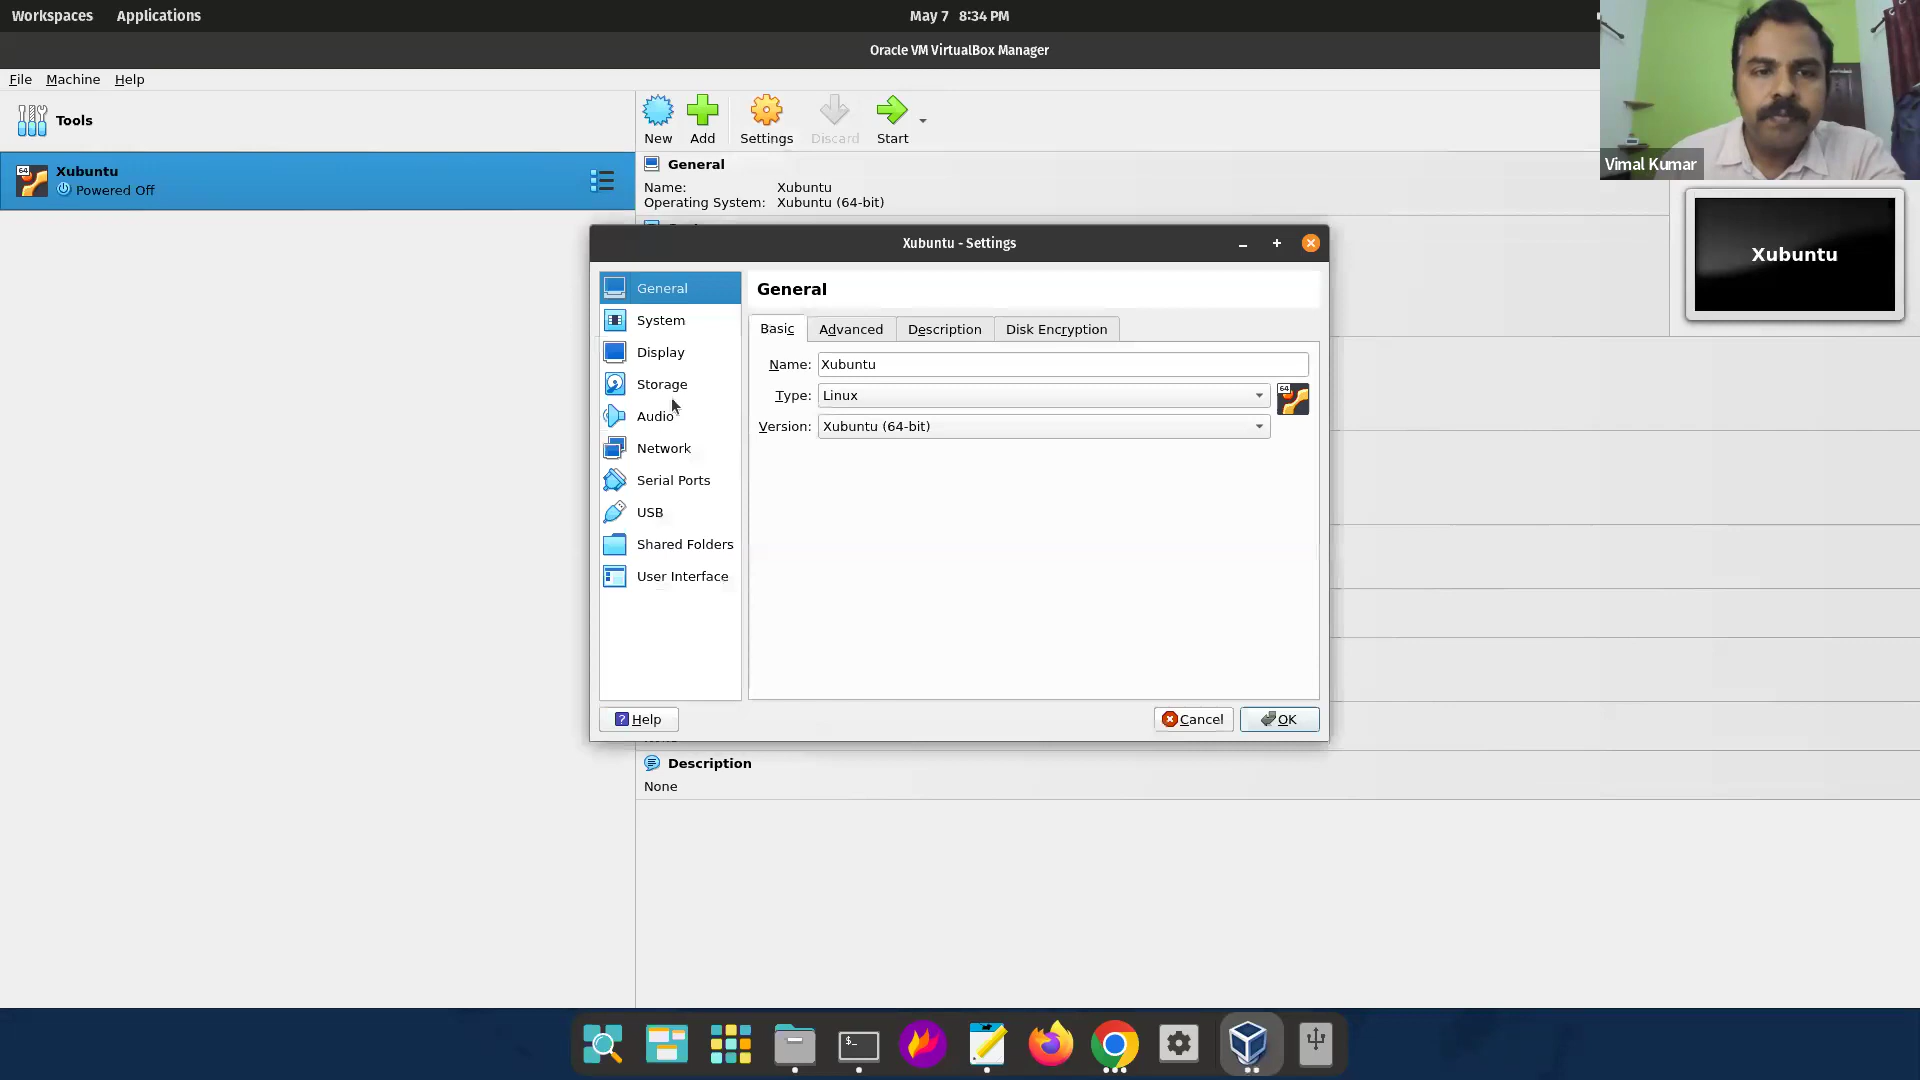 Workspaces Applications May 7 8:34 PM
Oracle VM VirtualBox Manager
File Machine Help
Tools
New Add Settings Discard Start
64 Xubuntu
Powered Off
General
Name: Xubuntu
Operating System: Xubuntu (64-bit)
Vimal Kumar
Xubuntu
Xubuntu - Settings
General
System
Display
Storage
Audio
Network
Serial Ports
USB
Shared Folders
User Interface
General
Basic Advanced Description Disk Encryption
Name: Xubuntu
Type: Linux 64
Version: Xubuntu (64-bit)
? Help Cancel OK
Description
None
$_